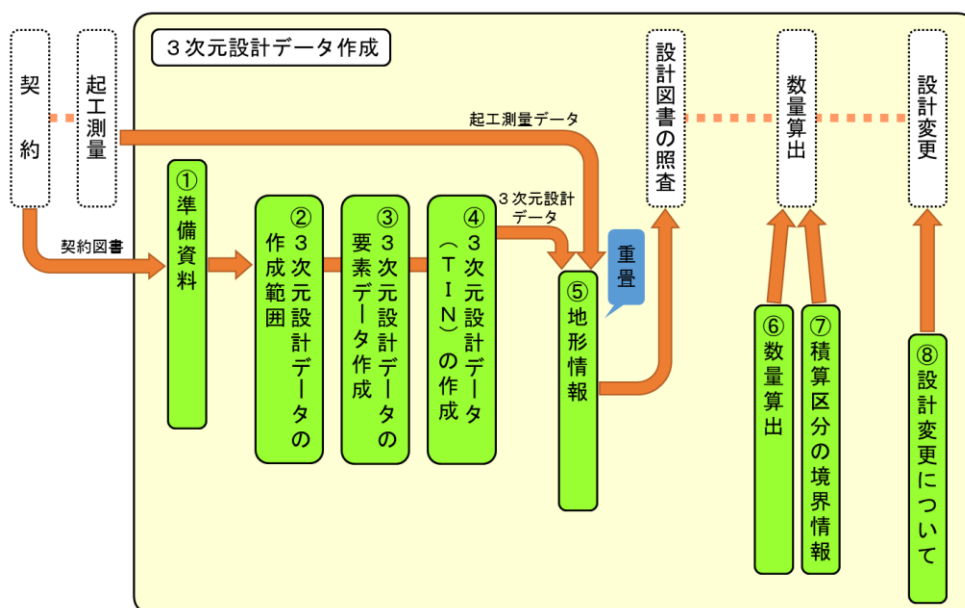 3次元設計データ作成
契約
起工測量
設計図書の照査
数量算出
設計変更
起工測量データ
契約図書
3次元設計
データ
重畳
①準備資料
②3次元設計データの
作成範囲
③3次元設計データの
要素データ作成
④3次元設計データ
(TIN)の作成
⑤地形情報
⑥数量算出
⑦積算区分の境界情報
⑧設計変更について